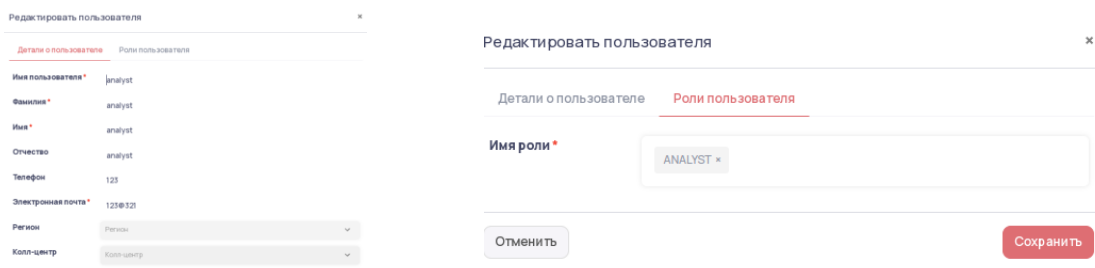 Редактировать пользователя ×
Детали о пользователе Роли пользователя
Имя пользователя * analyst
Фамилия * analyst
Имя * analyst
Отчество analyst
Телефон 123
Электронная почта * 123@321
Регион Регион
Колл-центр Колл-центр
Редактировать пользователя ×
Детали о пользователе Роли пользователя
Имя роли * ANALYST ×
Отменить Сохранить